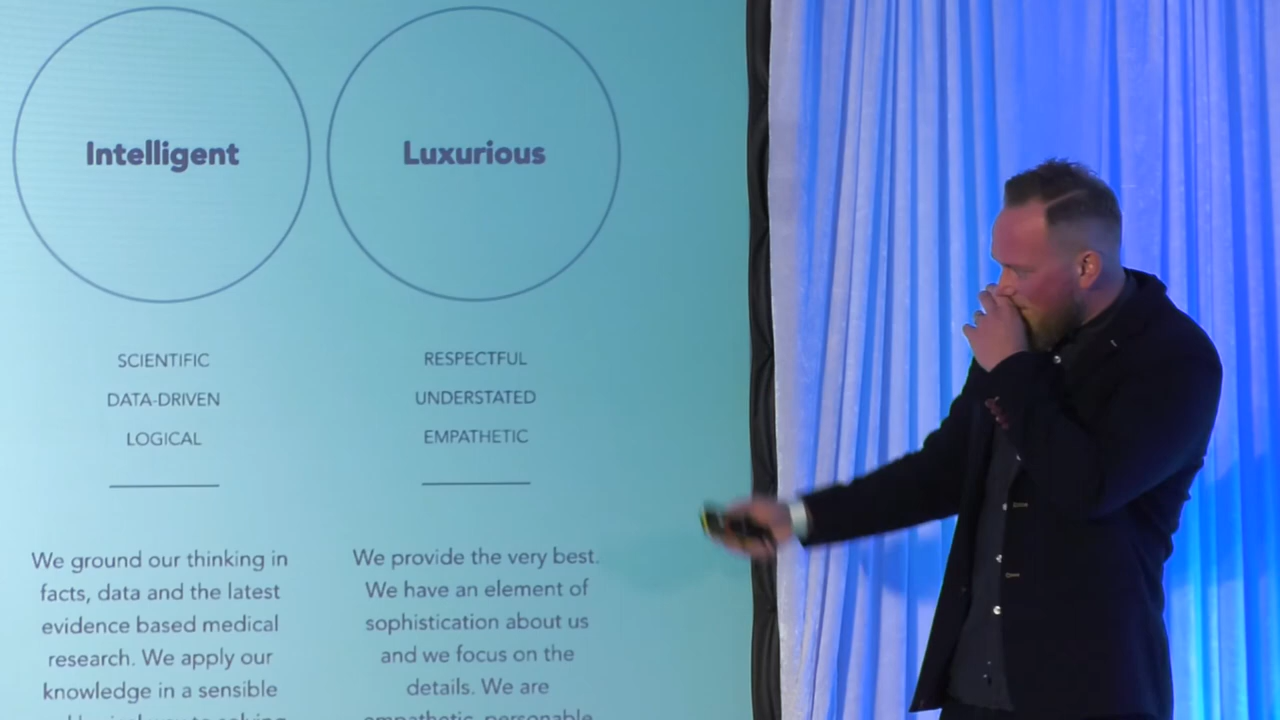 Intelligent
SCIENTIFIC
DATA-DRIVEN
LOGICAL
We ground our thinking in
facts, data and the latest
evidence based medical
research. We apply our
knowledge in a sensible
Luxurious
RESPECTFUL
UNDERSTATED
EMPATHETIC
We provide the very best.
We have an element of
sophistication about us
and we focus on the
details. We are
empathetic, personable